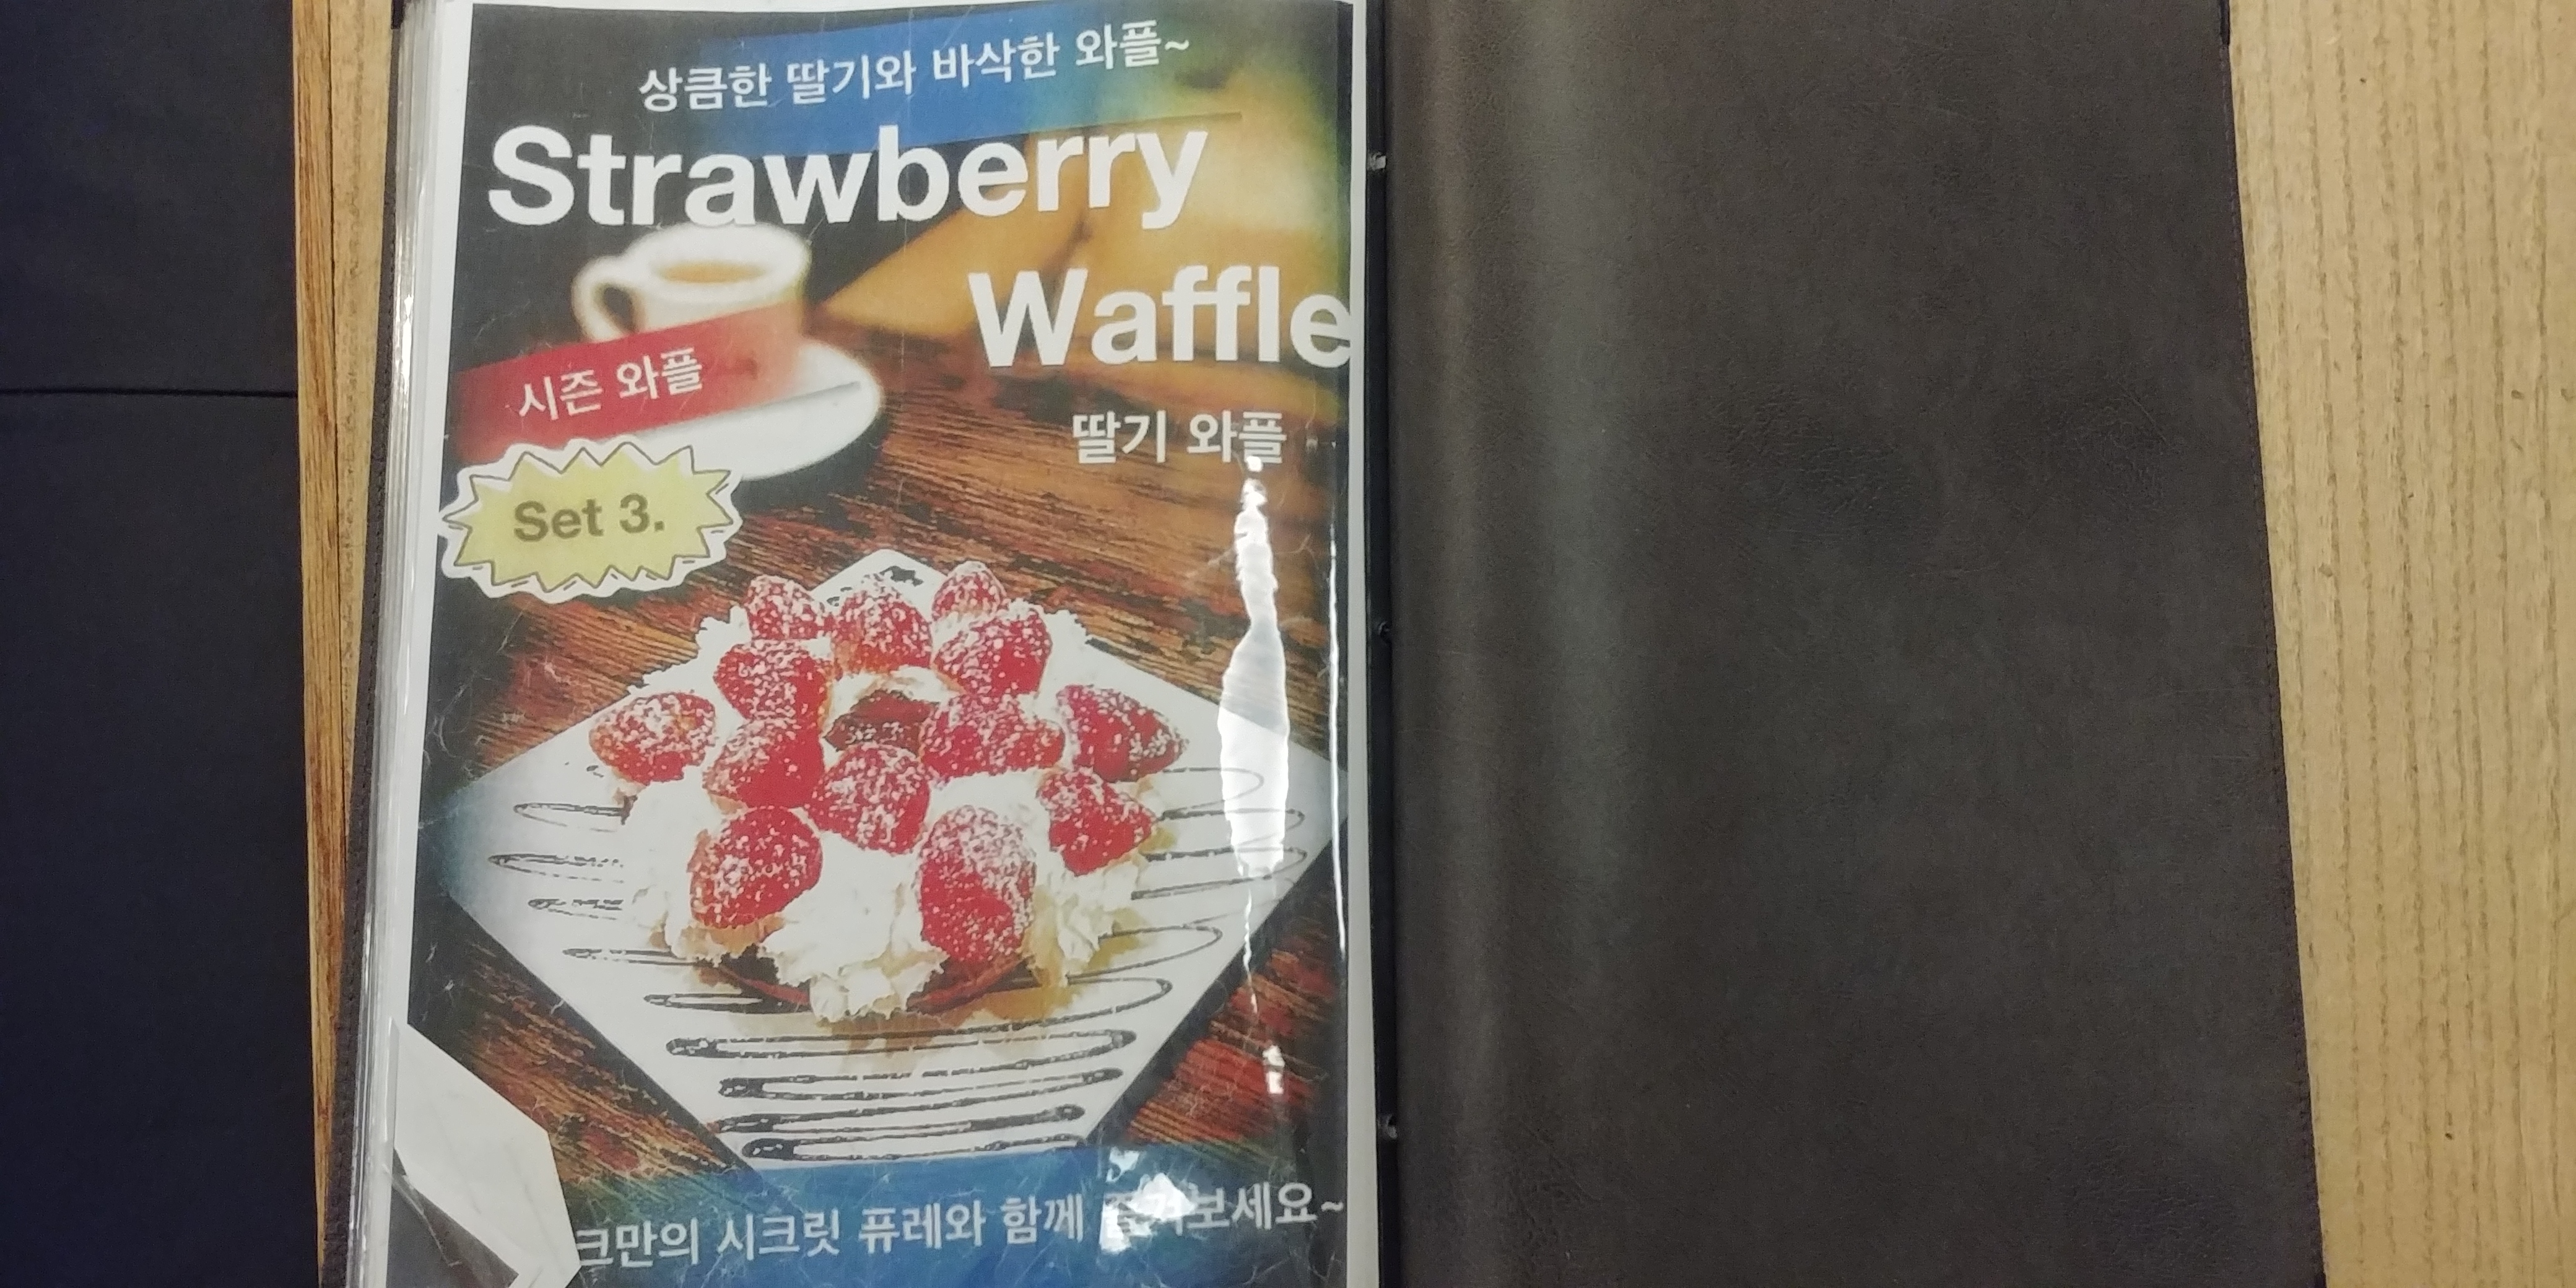 상큼한 딸기와 바삭한 와플~
Strawberry
Waffle
시즌 와플
딸기 와플
Set 3.
크만의 시크릿 퓨레와 함께